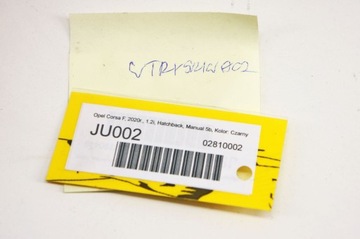 Opel Corsa F, 2020r., 1.2i, Hatchback, Manual 5b, Kolor: Czarny
JU002
02810002